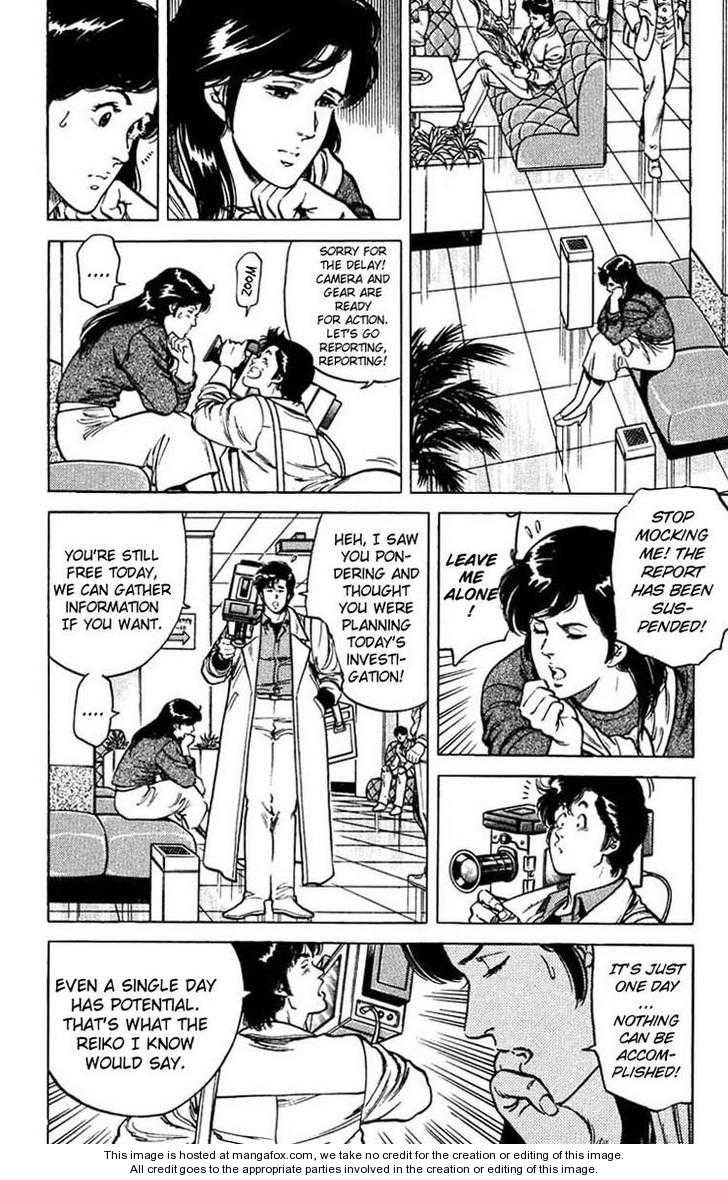 SORRY FOR
THE DELAY!
CAMERA AND
GEAR ARE
READY
FOR ACTION.
LET'S GO
REPORTING,
REPORTING!
ZOOM
....
STOP
MOCKING
ME! THE
REPORT
HAS BEEN
SUS-
PENDED!
LEAVE
ME
ALONE
!
HEH, I SAW
YOU PON-
DERING AND
THOUGHT
YOU WERE
PLANNING
TODAY'S
INVESTI-
GATION!
YOU'RE STILL
FREE TODAY,
WE CAN GATHER
INFORMATION
IF YOU WANT.
....
IT'S JUST
ONE DAY
...
NOTHING
CAN BE
ACCOM-
PLISHED!
EVEN A SINGLE DAY
HAS POTENTIAL.
THAT'S WHAT THE
REIKO I KNOW
WOULD SAY.
This image is hosted at mangafox.com, we take no credit for the creation or editing of this image.
All credit goes to the appropriate parties involved in the creation or editing of this image.